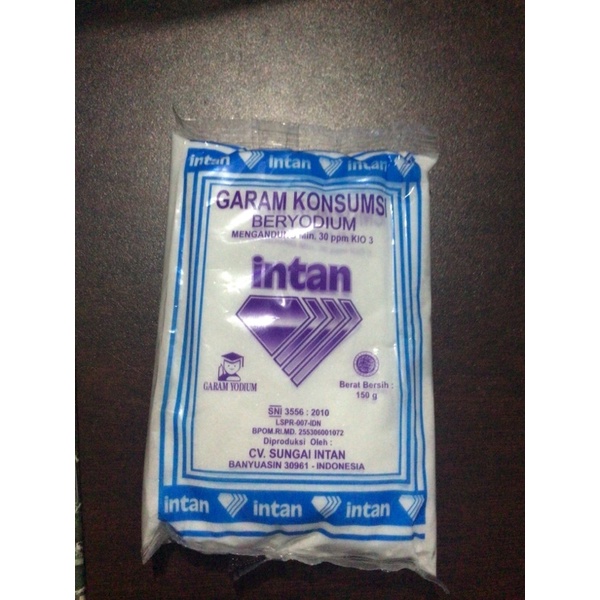 intan intan
GARAM KONSUMSI
BERYODIUM
MENGANDUNG Min. 30 ppm KIO 3
intan
GARAM YODIUM
Berat Bersih :
150 g
SNI 3556 : 2010
LSPR-007-IDN
BPOM.RI.MD. 255306001072
Diproduksi Oleh :
CV. SUNGAI INTAN
BANYUASIN 30961 - INDONESIA
intan intan intan